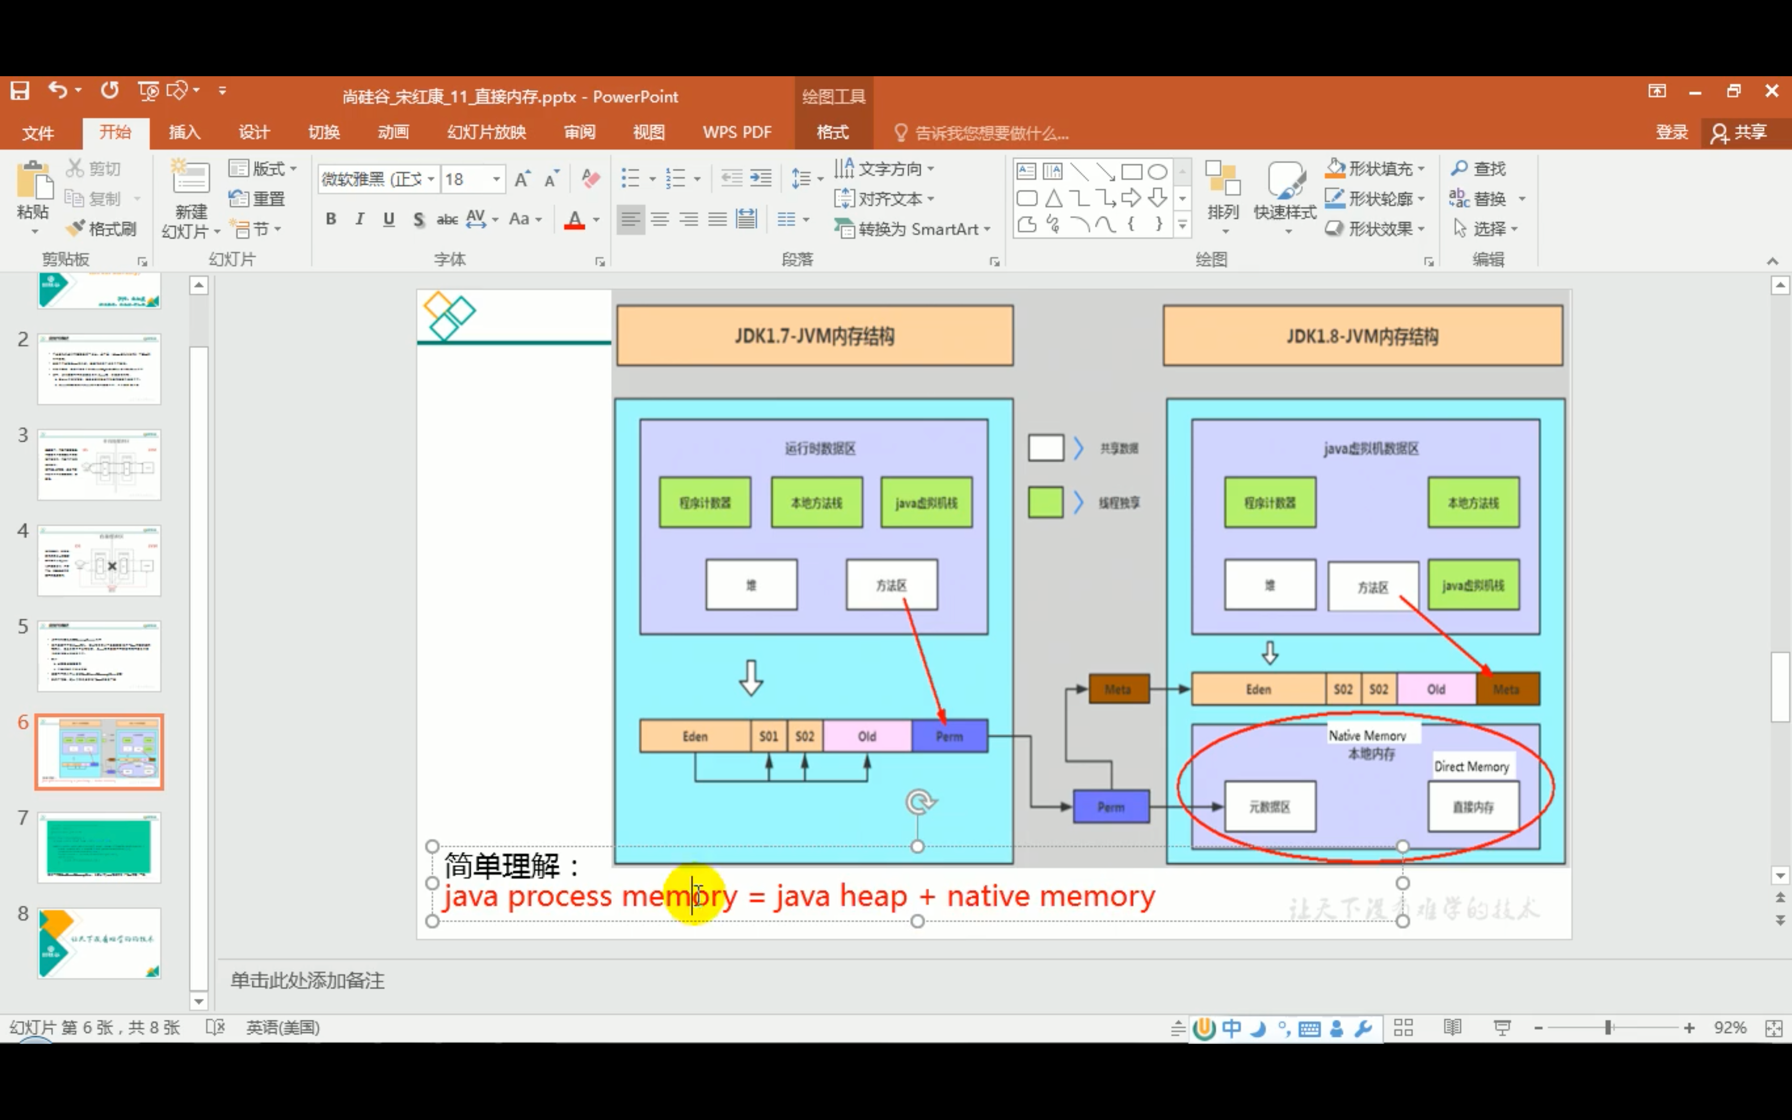 尚硅谷_宋红康_11_直接内存.pptx - PowerPoint
绘图工具
文件
开始
插入
设计
切换
动画
幻灯片放映
审阅
视图
WPS PDF
格式
告诉我您想要做什么...
登录
共享
粘贴
剪切
复制
格式刷
剪贴板
新建
幻灯片
版式
重置
节
幻灯片
微软雅黑 (正文
18
B I U S abc AV Aa A
字体
文字方向
对齐文本
转换为 SmartArt
段落
排列
快速样式
形状填充
形状轮廓
形状效果
绘图
查找
替换
选择
编辑
2
3
4
5
6
7
8
JDK1.7-JVM内存结构
JDK1.8-JVM内存结构
运行时数据区
程序计数器
本地方法栈
java虚拟机栈
堆
方法区
Eden
S01
S02
Old
Perm
共享数据
线程独享
Meta
Perm
java虚拟机数据区
程序计数器
本地方法栈
堆
方法区
java虚拟机栈
Eden
S02
S02
Old
Meta
Native Memory
本地内存
Direct Memory
元数据区
直接内存
简单理解：
java process memory = java heap + native memory
让天下没有难学的技术
单击此处添加备注
幻灯片 第 6 张，共 8 张
英语(美国)
中
92%